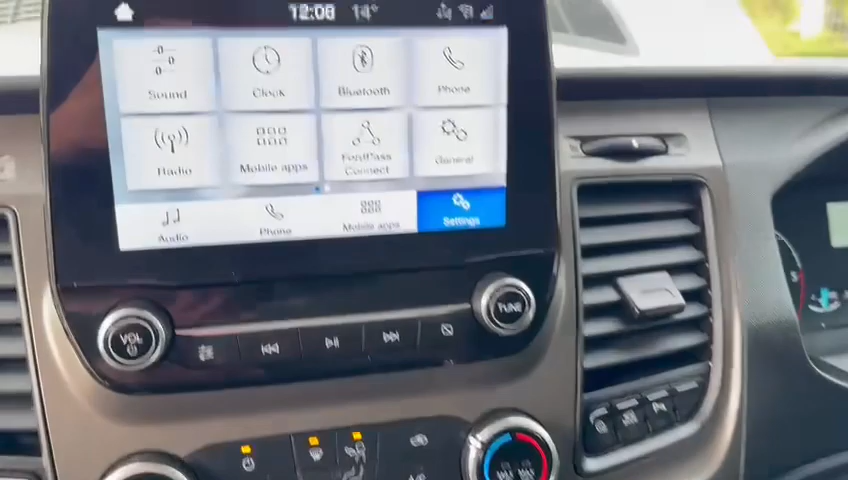 12:06 14°
Sound Clock Bluetooth Phone
Radio Mobile apps FordPass Connect General
Audio Phone Mobile apps Settings
VOL TUNE